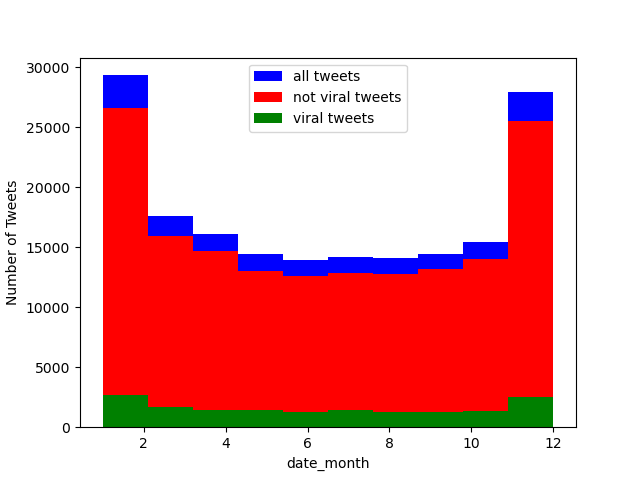 30000
25000
20000
15000
10000
5000
0
Number of Tweets
all tweets
not viral tweets
viral tweets
2 4 6 8 10 12
date_month